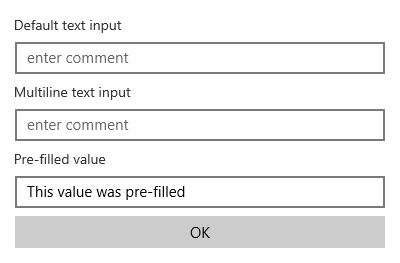 Default text input
enter comment
Multiline text input
enter comment
Pre-filled value
This value was pre-filled
OK